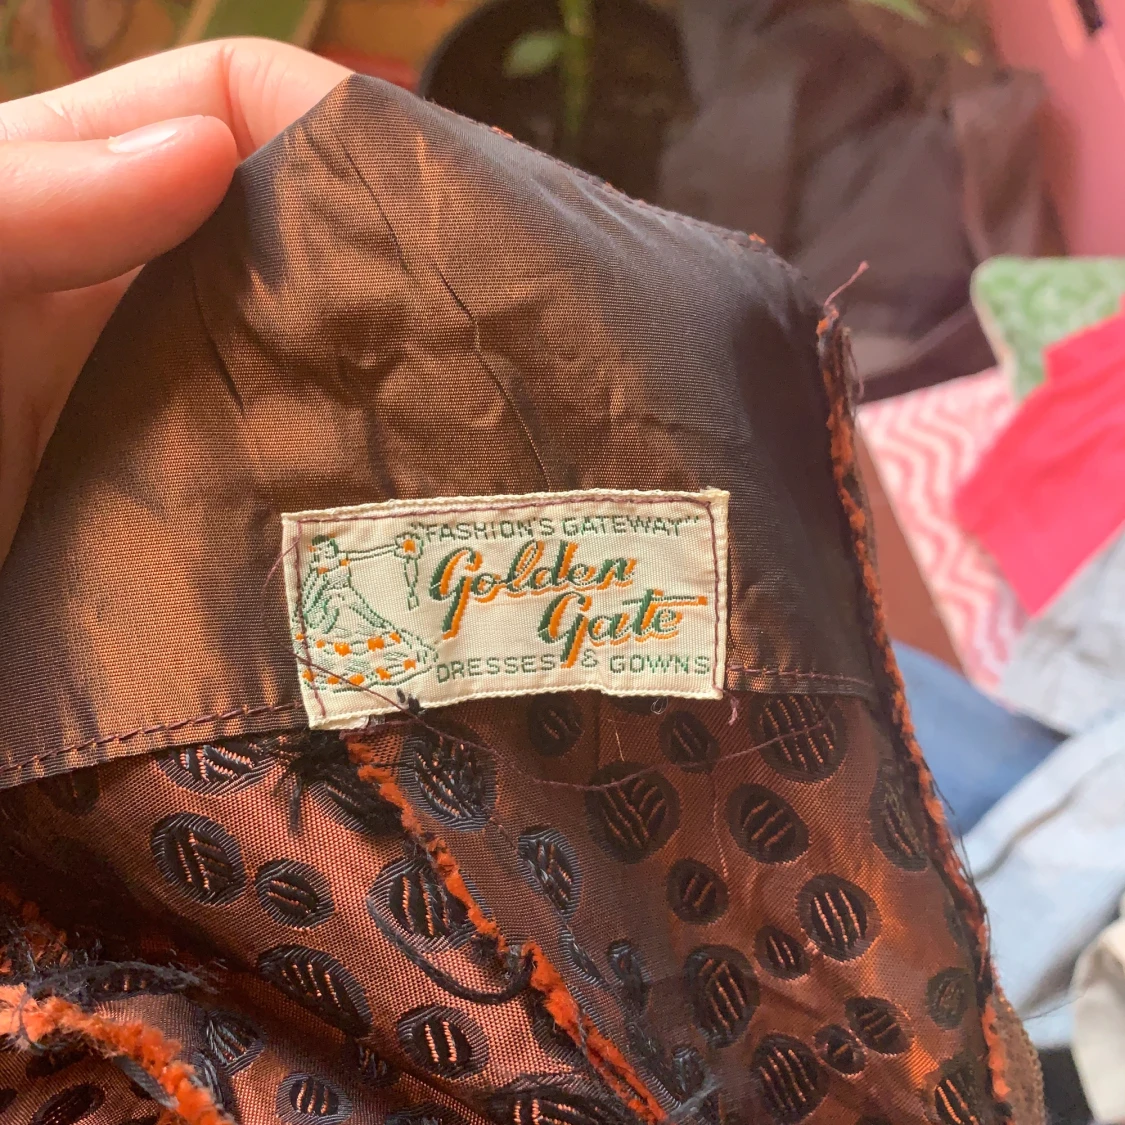 "FASHION'S GATEWAY"
Golden
Gate
DRESSES & GOWNS